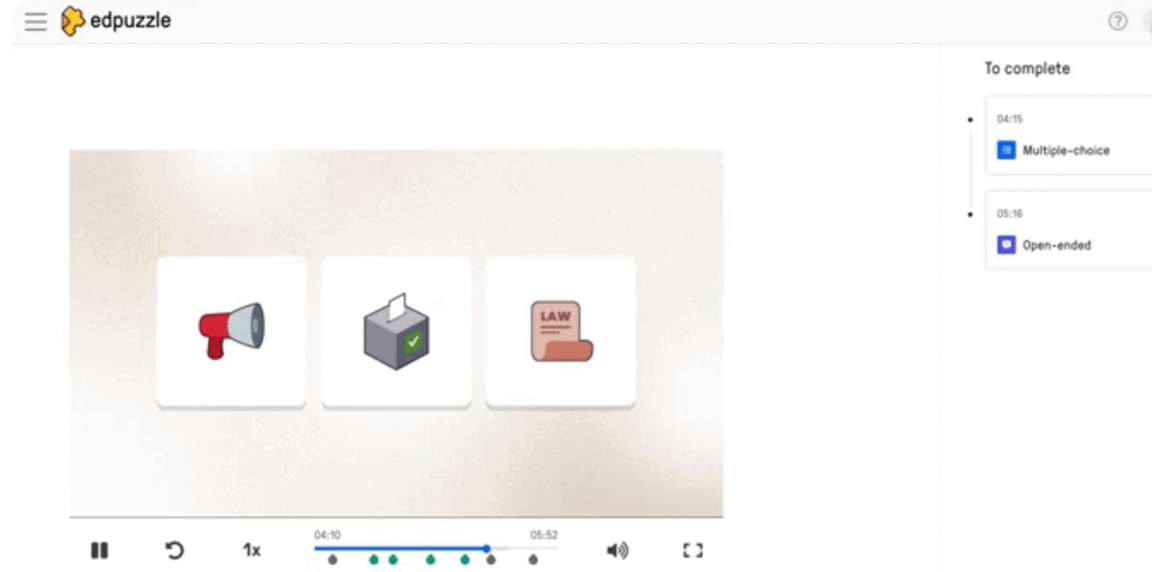 edpuzzle
To complete
04:15
Multiple-choice
05:16
Open-ended
LAW
1x
04:10
05:52